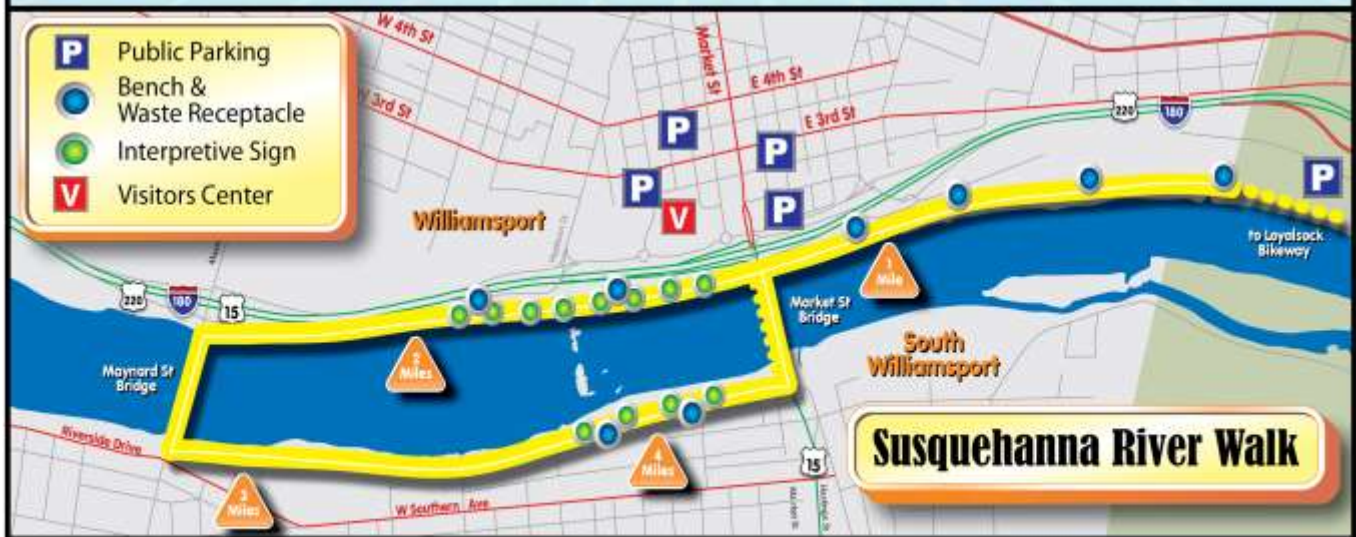 P Public Parking
Bench &
Waste Receptacle
Interpretive Sign
V Visitors Center
W 4th St
W 3rd St
Market St
E 4th St
E 3rd St
P
P
P
P
V
P
220
180
Williamsport
to Loyalsock
Bikeway
1
Mile
Market St
Bridge
220
180
15
2
Miles
Maynard St
Bridge
South
Williamsport
Riverside Drive
3
Miles
4
Miles
W Southern Ave
15
Susquehanna River Walk